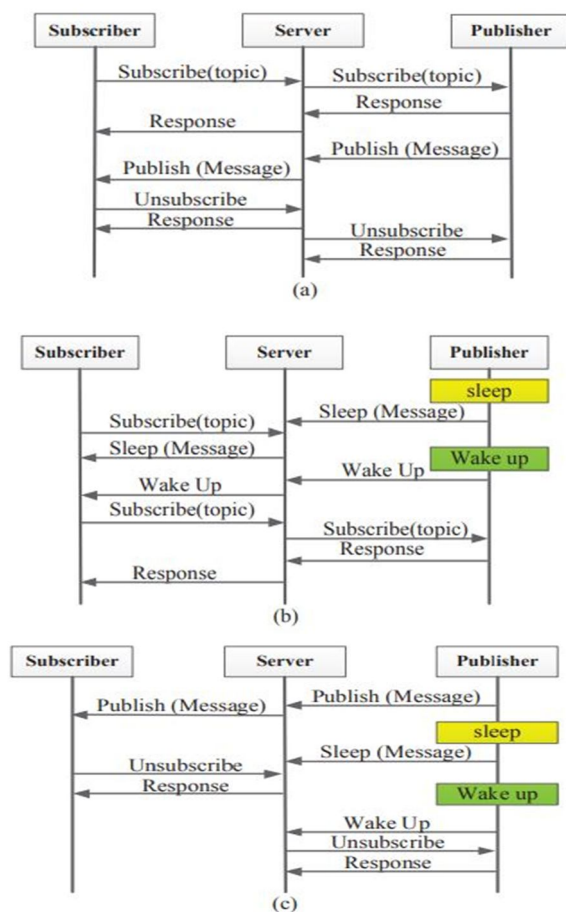 Subscriber Server Publisher
Subscribe(topic)
Subscribe(topic)
Response
Response
Publish (Message)
Publish (Message)
Unsubscribe
Response
Unsubscribe
Response
(a)
Subscriber Server Publisher
sleep
Sleep (Message)
Subscribe(topic)
Sleep (Message)
Wake up
Wake Up
Wake Up
Subscribe(topic)
Subscribe(topic)
Response
Response
(b)
Subscriber Server Publisher
Publish (Message)
Publish (Message)
sleep
Sleep (Message)
Unsubscribe
Response
Wake up
Wake Up
Unsubscribe
Response
(c)